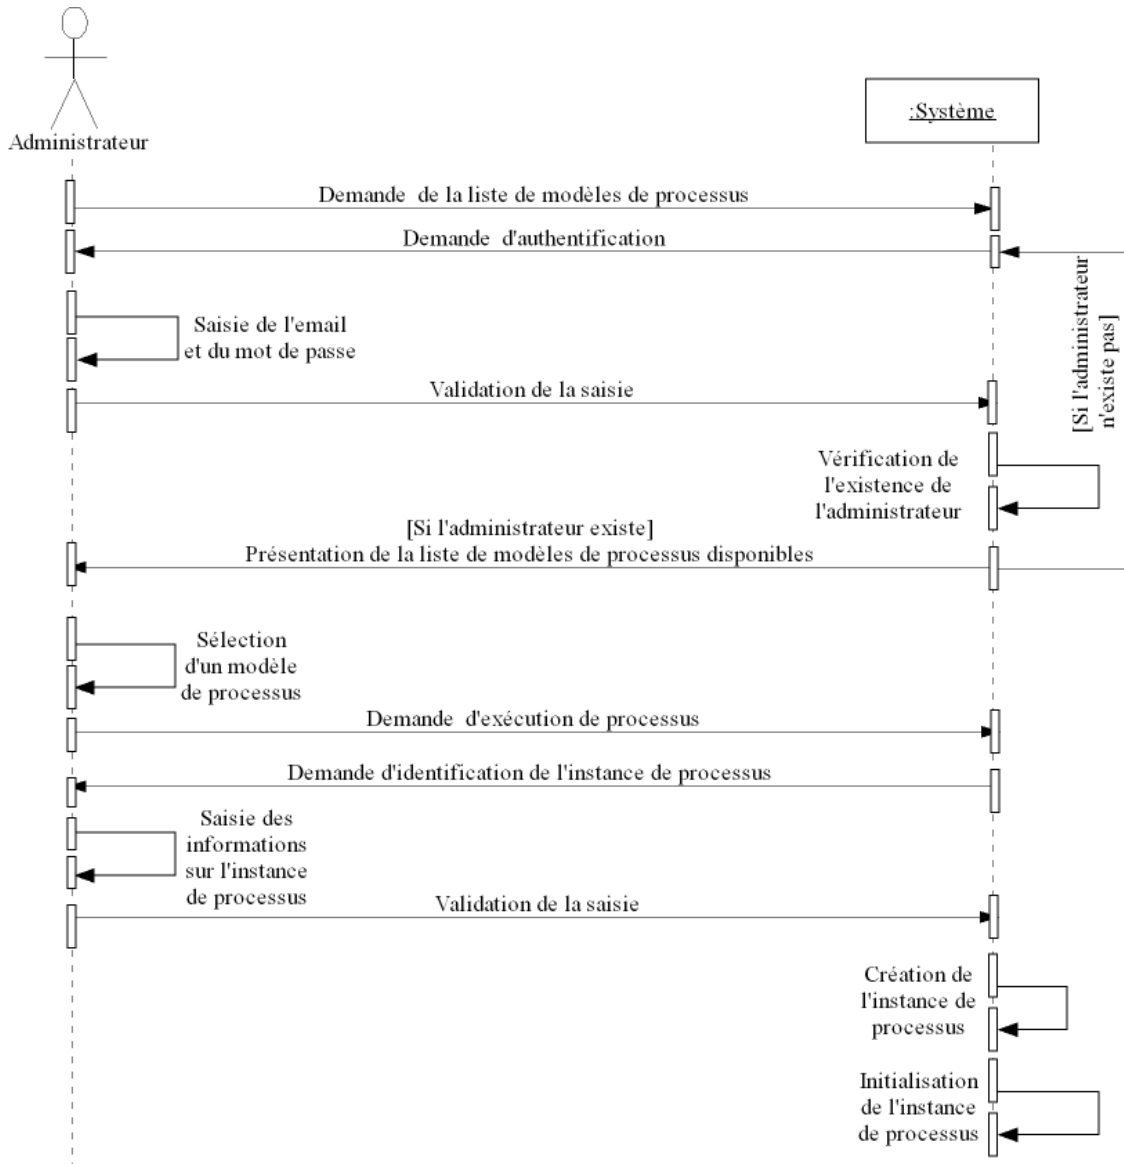 Administrateur
:Système
Demande de la liste de modèles de processus
Demande d'authentification
[Si l'administrateur
n'existe pas]
Saisie de l'email
et du mot de passe
Validation de la saisie
Vérification de
l'existence de
l'administrateur
[Si l'administrateur existe]
Présentation de la liste de modèles de processus disponibles
Sélection
d'un modèle
de processus
Demande d'exécution de processus
Demande d'identification de l'instance de processus
Saisie des
informations
sur l'instance
de processus
Validation de la saisie
Création de
l'instance de
processus
Initialisation
de l'instance
de processus